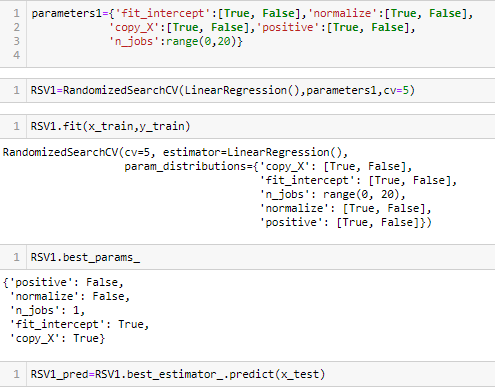 1 parameters1={'fit_intercept':[True, False],'normalize':[True, False],
2 'copy_X':[True, False],'positive':[True, False],
3 'n_jobs':range(0,20)}
4
1 RSV1=RandomizedSearchCV(LinearRegression(),parameters1,cv=5)
1 RSV1.fit(x_train,y_train)
RandomizedSearchCV(cv=5, estimator=LinearRegression(),
param_distributions={'copy_X': [True, False],
'fit_intercept': [True, False],
'n_jobs': range(0, 20),
'normalize': [True, False],
'positive': [True, False]})
1 RSV1.best_params_
{'positive': False,
'normalize': False,
'n_jobs': 1,
'fit_intercept': True,
'copy_X': True}
1 RSV1_pred=RSV1.best_estimator_.predict(x_test)